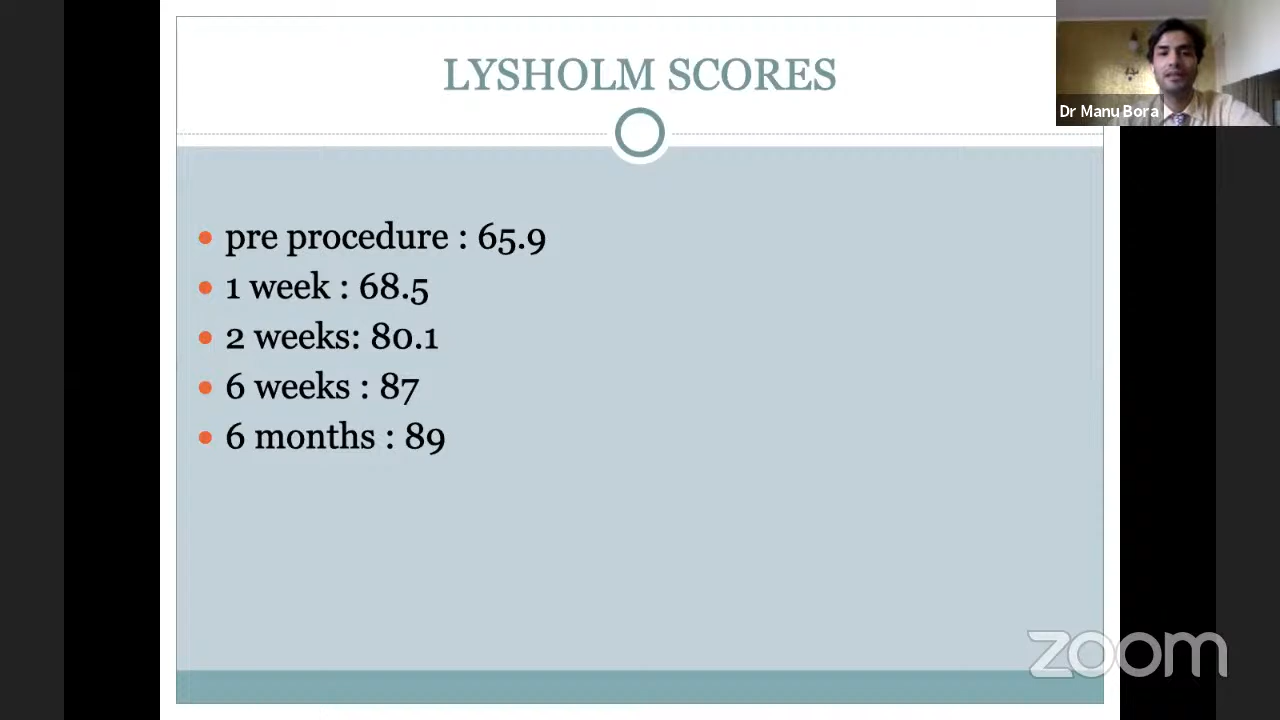 LYSHOLM SCORES
Dr Manu Bora
pre procedure : 65.9
1 week : 68.5
2 weeks: 80.1
6 weeks : 87
6 months : 89
zoom